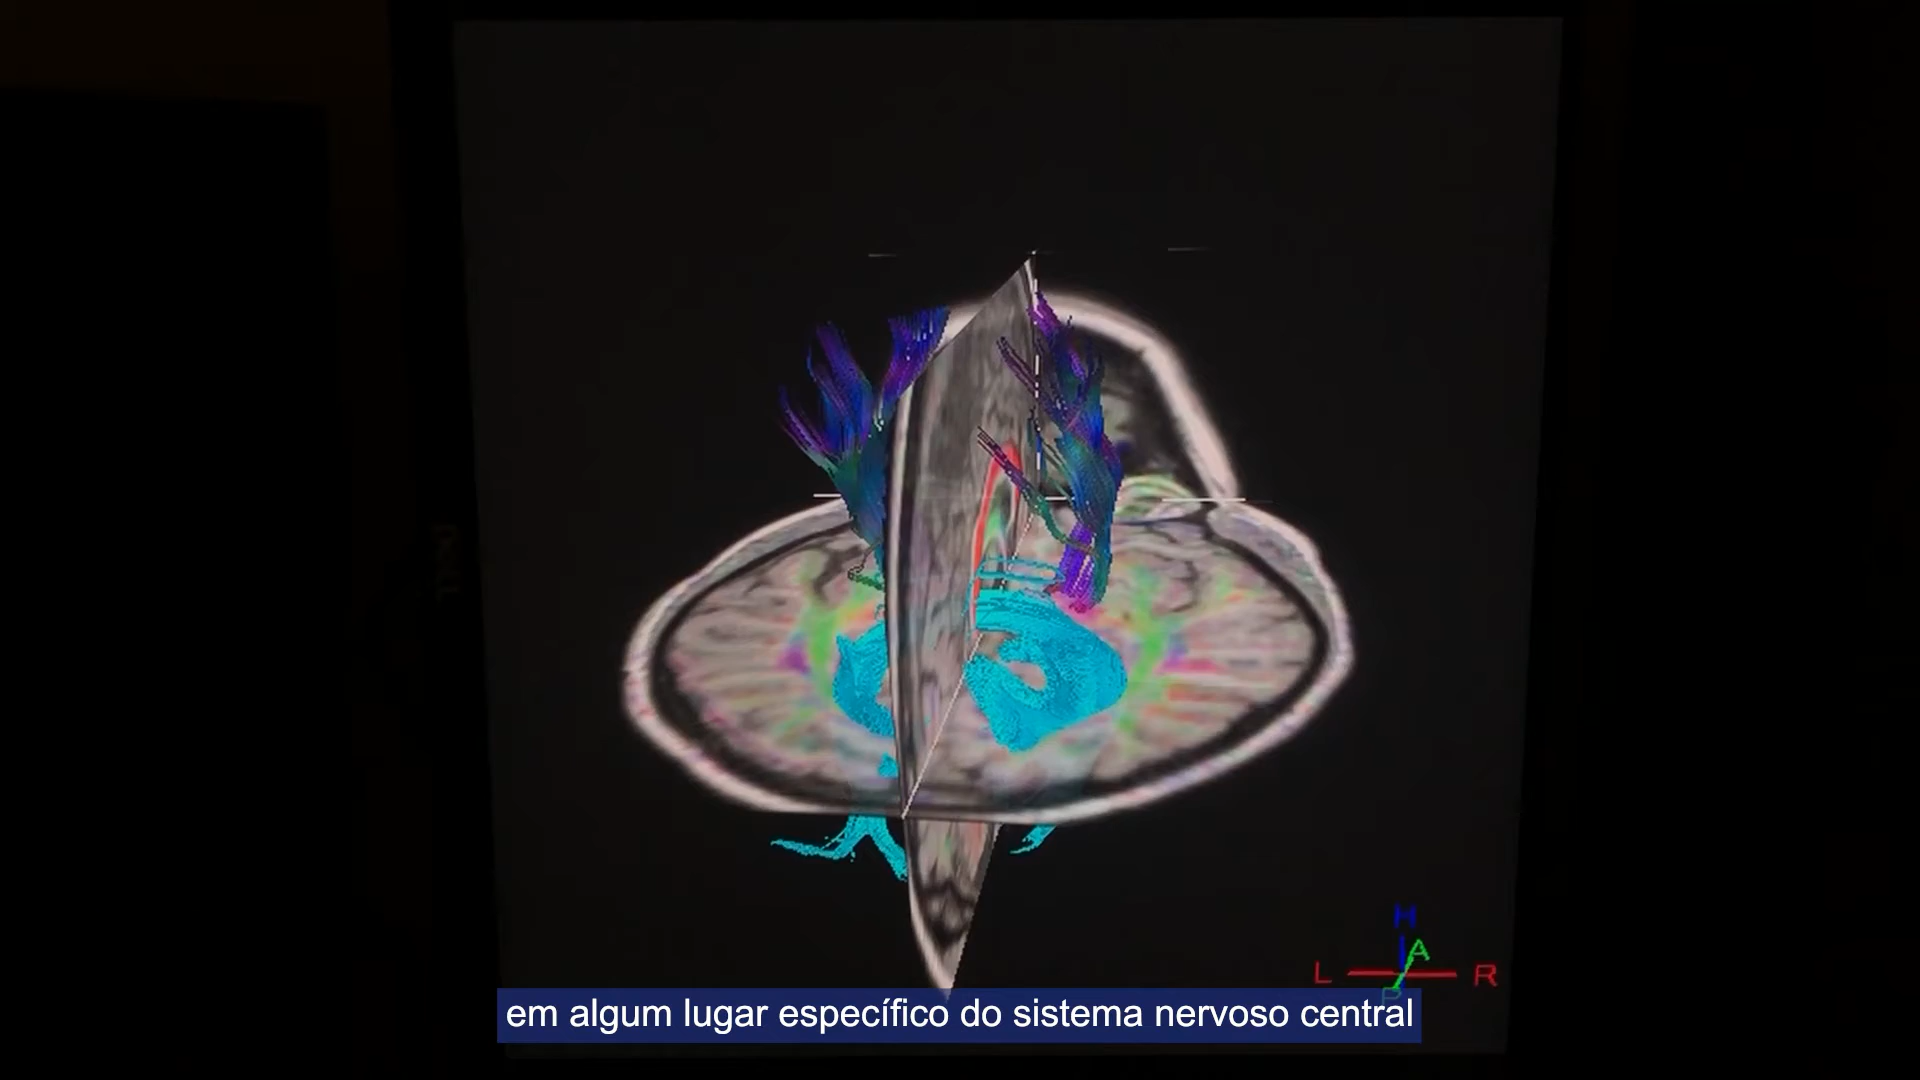 H
A
L R
P
em algum lugar específico do sistema nervoso central